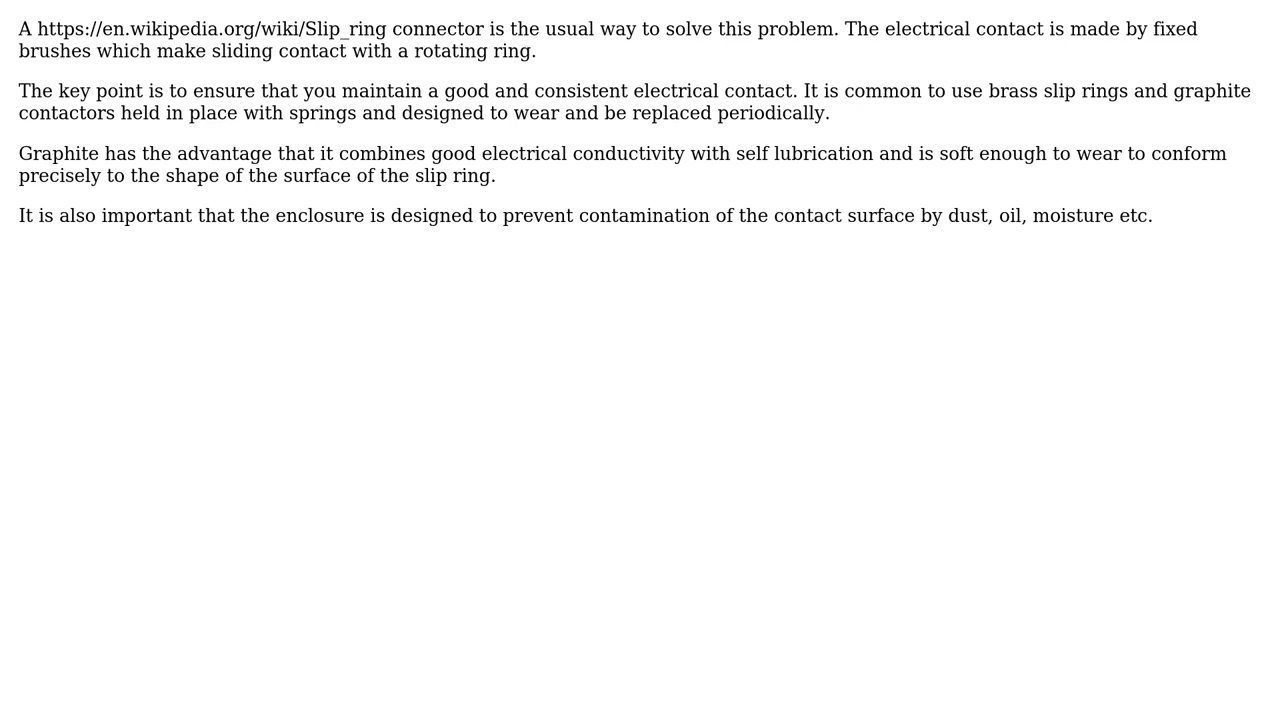 A https://en.wikipedia.org/wiki/Slip_ring connector is the usual way to solve this problem. The electrical contact is made by fixed
brushes which make sliding contact with a rotating ring.
The key point is to ensure that you maintain a good and consistent electrical contact. It is common to use brass slip rings and graphite
contactors held in place with springs and designed to wear and be replaced periodically.
Graphite has the advantage that it combines good electrical conductivity with self lubrication and is soft enough to wear to conform
precisely to the shape of the surface of the slip ring.
It is also important that the enclosure is designed to prevent contamination of the contact surface by dust, oil, moisture etc.